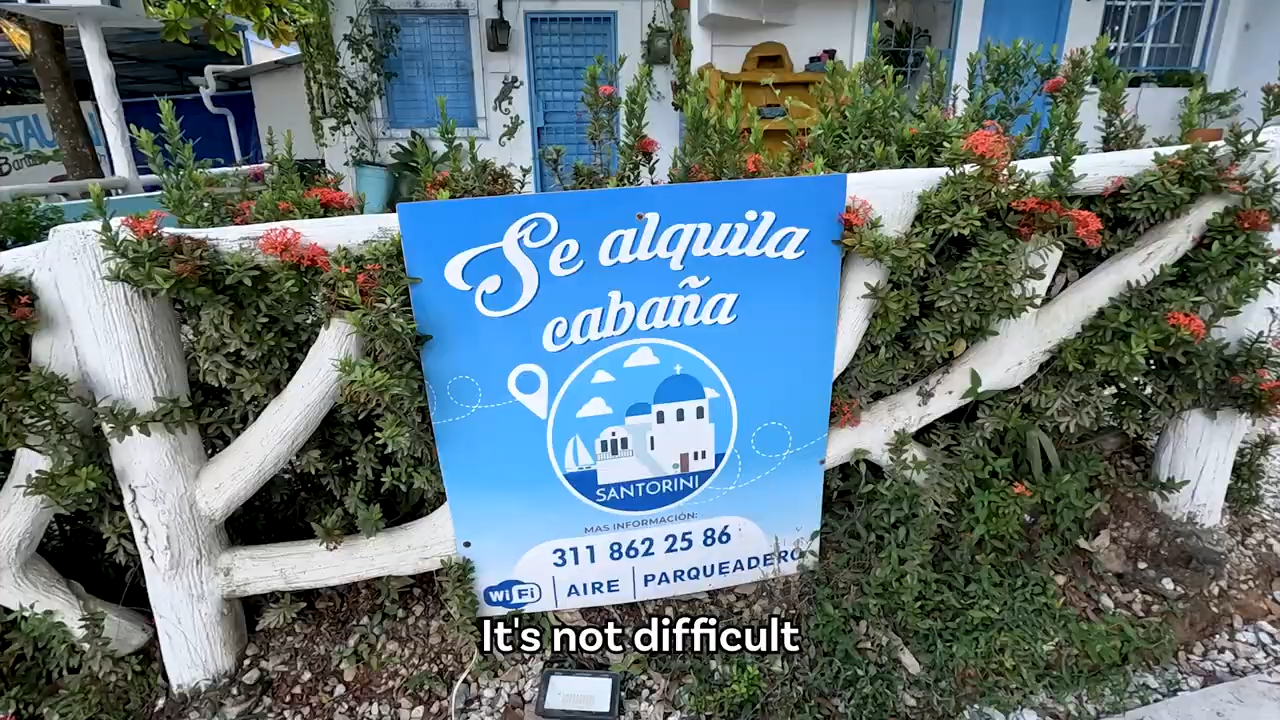 Se alquila
cabaña
SANTORINI
MAS INFORMACIÓN:
311 862 25 86
WiFi | AIRE | PARQUEADERO
It's not difficult